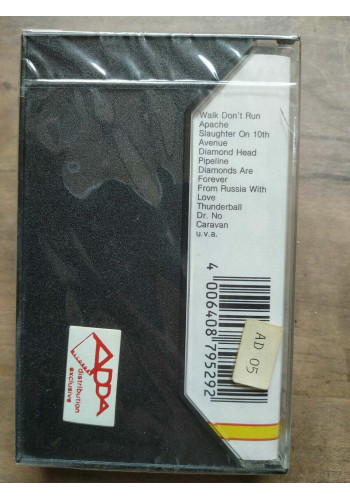 Walk Don't Run
Apache
Slaughter On 10th
Avenue
Diamond Head
Pipeline
Diamonds Are
Forever
From Russia With
Love
Thunderball
Dr. No
Caravan
u.v.a.
4 006408 795292
AD 05
ADDA
distribution
exclusive